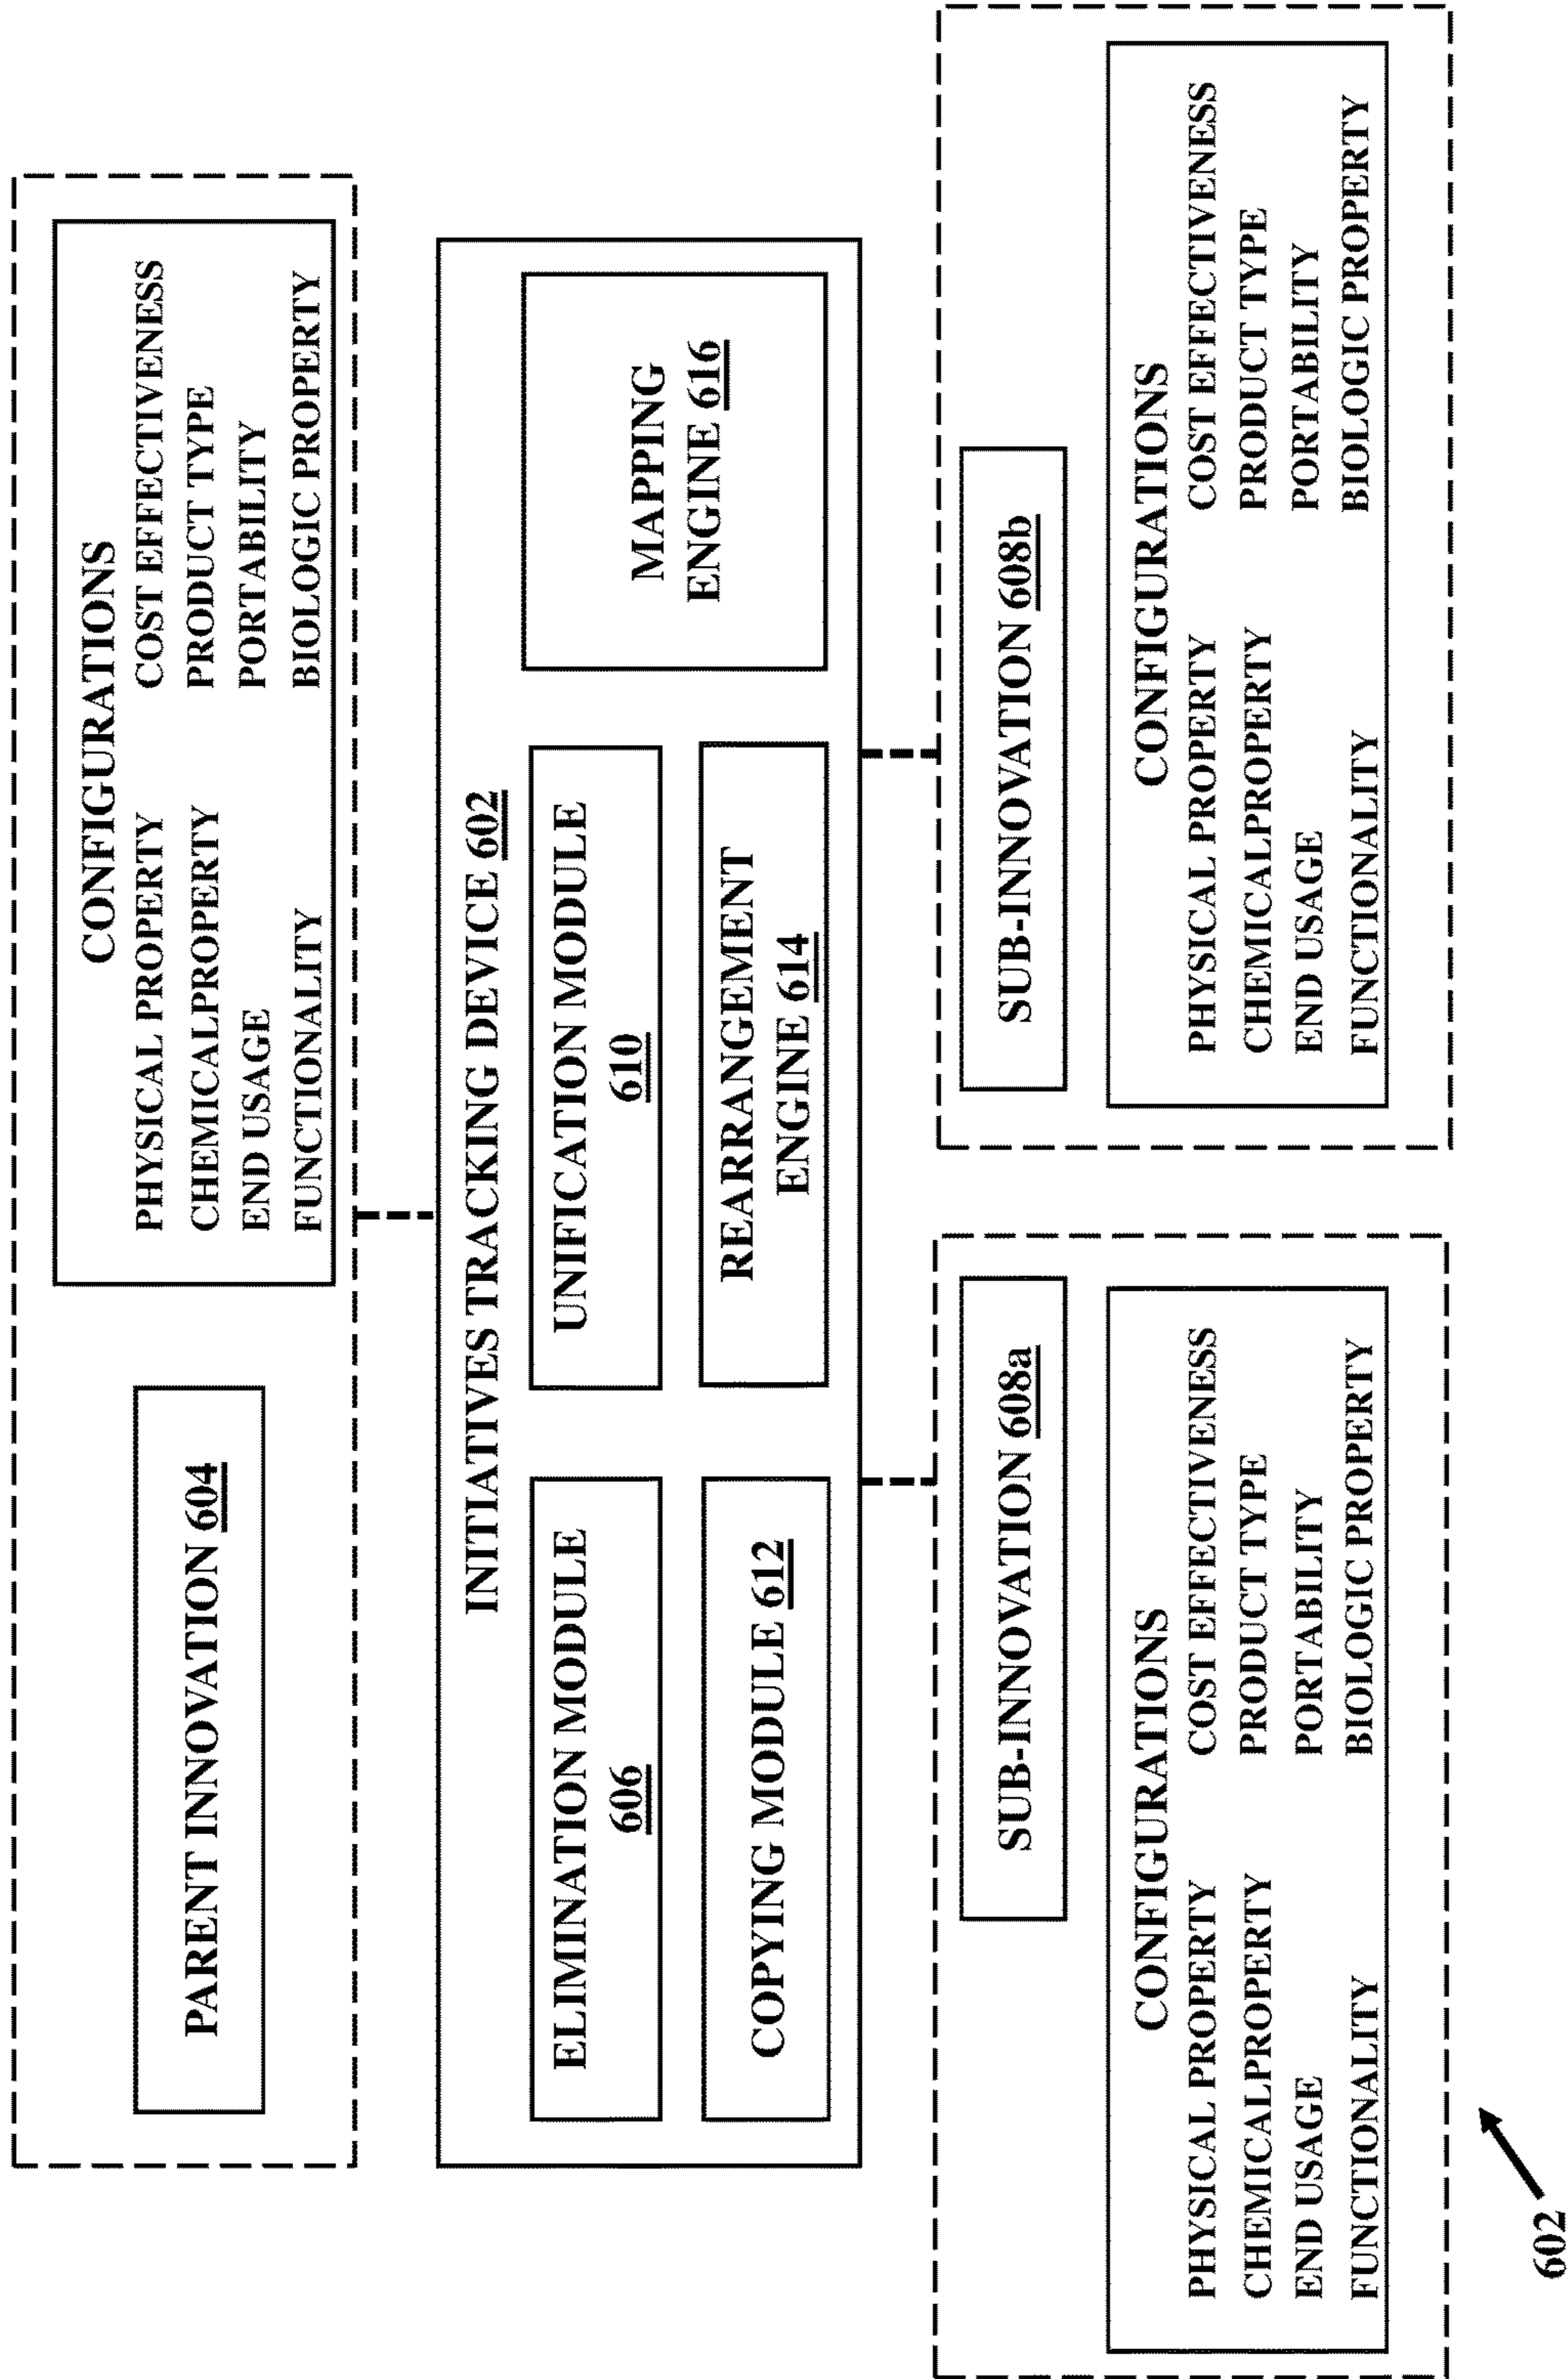 PARENT INNOVATION 604
CONFIGURATIONS
PHYSICAL PROPERTY
CHEMICALPROPERTY
END USAGE
FUNCTIONALITY
COST EFFECTIVENESS
PRODUCT TYPE
PORTABILITY
BIOLOGIC PROPERTY
INITIATIVES TRACKING DEVICE 602
ELIMINATION MODULE
606
UNIFICATION MODULE
610
MAPPING
ENGINE 616
COPYING MODULE 612
REARRANGEMENT
ENGINE 614
SUB-INNOVATION 608a
CONFIGURATIONS
PHYSICAL PROPERTY
CHEMICALPROPERTY
END USAGE
FUNCTIONALITY
COST EFFECTIVENESS
PRODUCT TYPE
PORTABILITY
BIOLOGIC PROPERTY
SUB-INNOVATION 608b
CONFIGURATIONS
PHYSICAL PROPERTY
CHEMICALPROPERTY
END USAGE
FUNCTIONALITY
COST EFFECTIVENESS
PRODUCT TYPE
PORTABILITY
BIOLOGIC PROPERTY
602